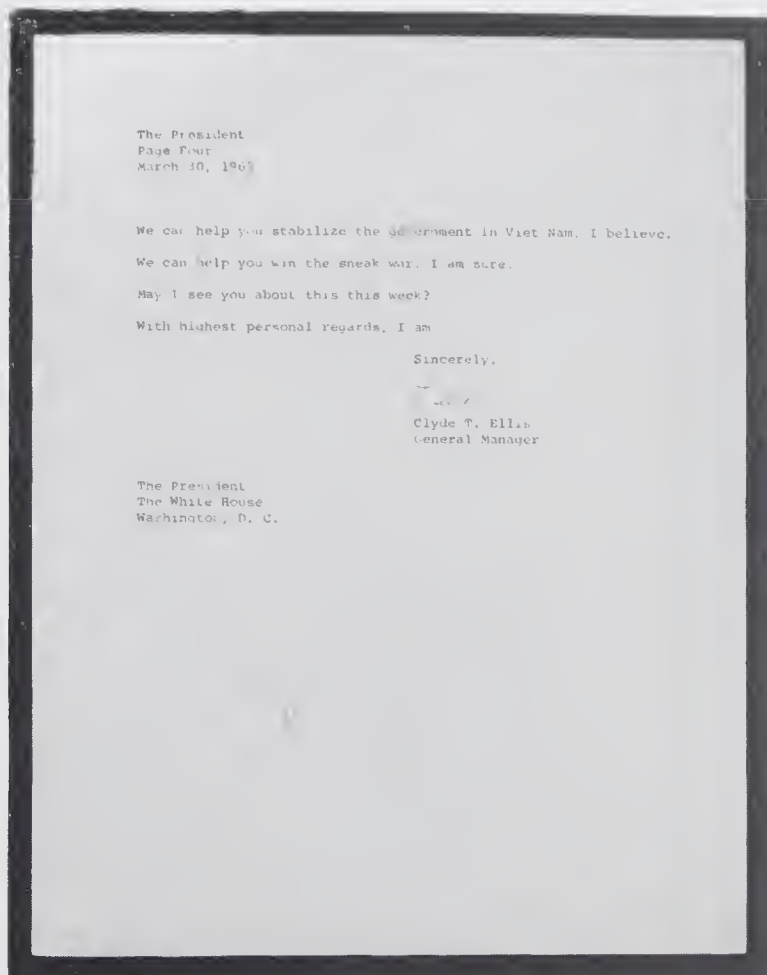 The President
Page Four
March 30,
We can help you stabilize the government in Viet Nam, I believe.
We can help you win the sneak war, I am sure.
May I see you about this this week?
With highest personal regards, I am
Sincerely,
Clyde T. Ellis
General Manager
The President
The White House
Washington, D. C.